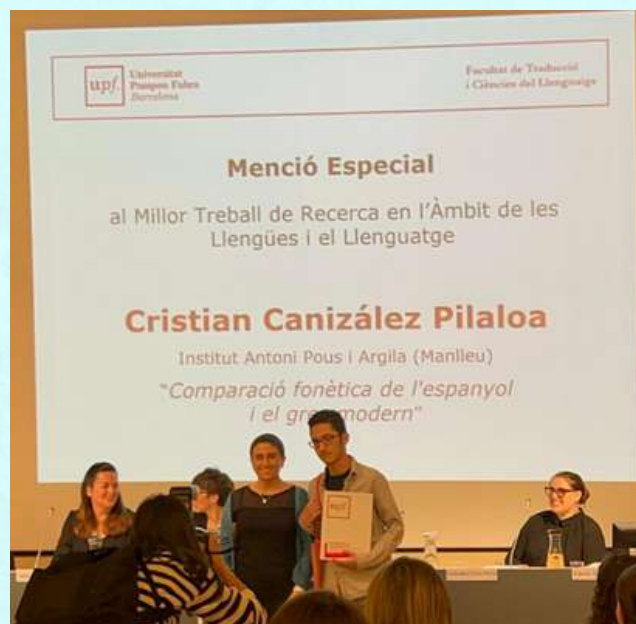 upf.
Universitat
Pompeu Fabra
Barcelona
Facultat de Traducció
i Ciències del Llenguatge
Menció Especial
al Millor Treball de Recerca en l'Àmbit de les
Llengües i el Llenguatge
Cristian Canizález Pilaloa
Institut Antoni Pous i Argila (Manlleu)
"Comparació fonètica de l'espanyol
i el modern"
upf.